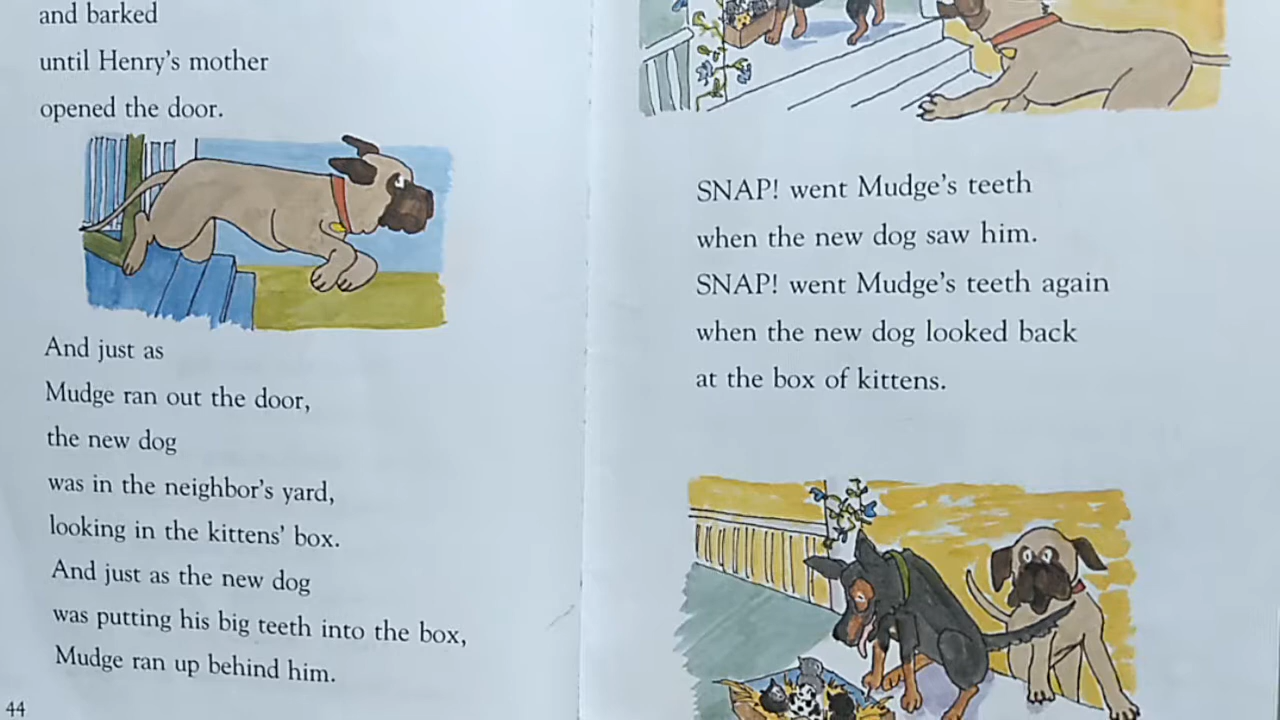 and barked
until Henry's mother
opened the door.
And just as
Mudge ran out the door,
the new dog
was in the neighbor's yard,
looking in the kittens' box.
And just as the new dog
was putting his big teeth into the box,
Mudge ran up behind him.
44
SNAP! went Mudge's teeth
when the new dog saw him.
SNAP! went Mudge's teeth again
when the new dog looked back
at the box of kittens.